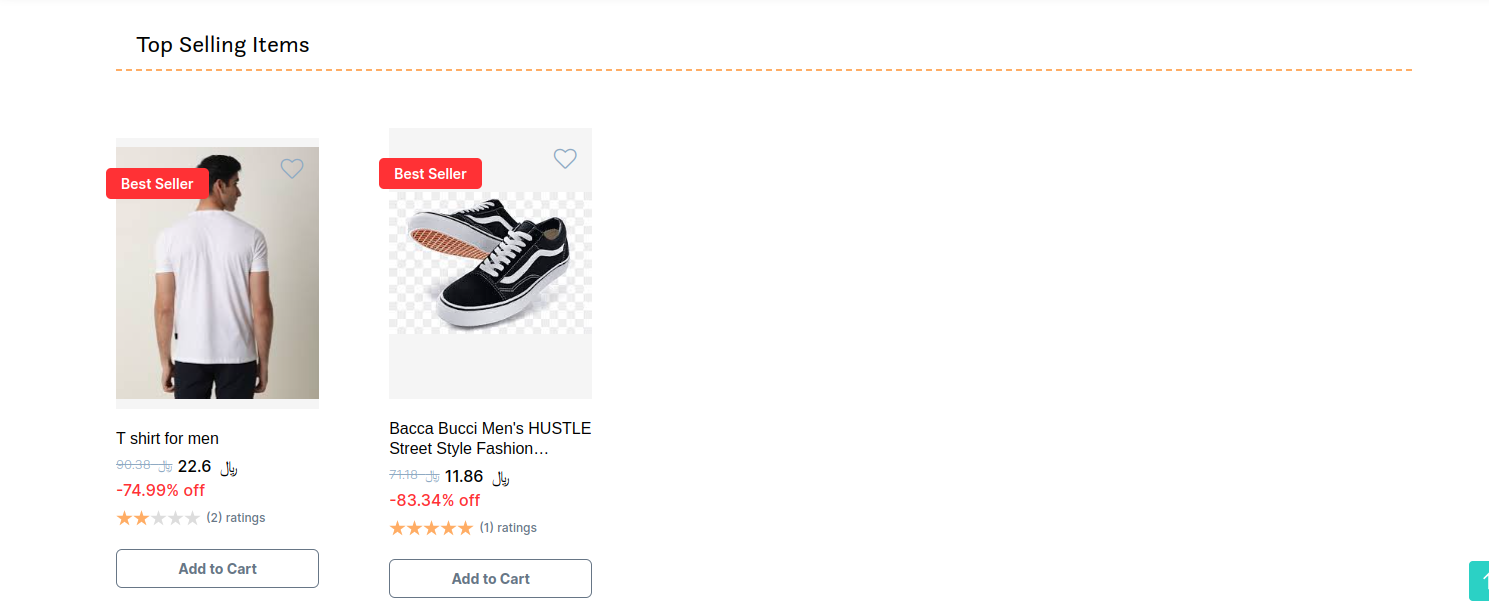 Top Selling Items
Best Seller
T shirt for men
90.38 ﷼ 22.6 ﷼
-74.99% off
(2) ratings
Add to Cart
Best Seller
Bacca Bucci Men's HUSTLE
Street Style Fashion…
71.18 ﷼ 11.86 ﷼
-83.34% off
(1) ratings
Add to Cart